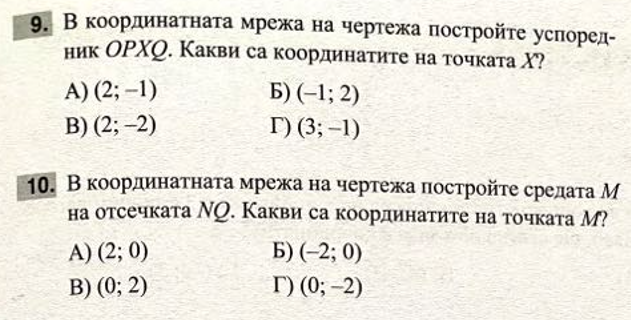 9. В координатната мрежа на чертежа постройте успоред-
ник OPXQ. Какви са координатите на точката X?
А) (2; –1) Б) (–1; 2)
В) (2; –2) Г) (3; –1)
10. В координатната мрежа на чертежа постройте средата M
на отсечката NQ. Какви са координатите на точката M?
А) (2; 0) Б) (–2; 0)
В) (0; 2) Г) (0; –2)